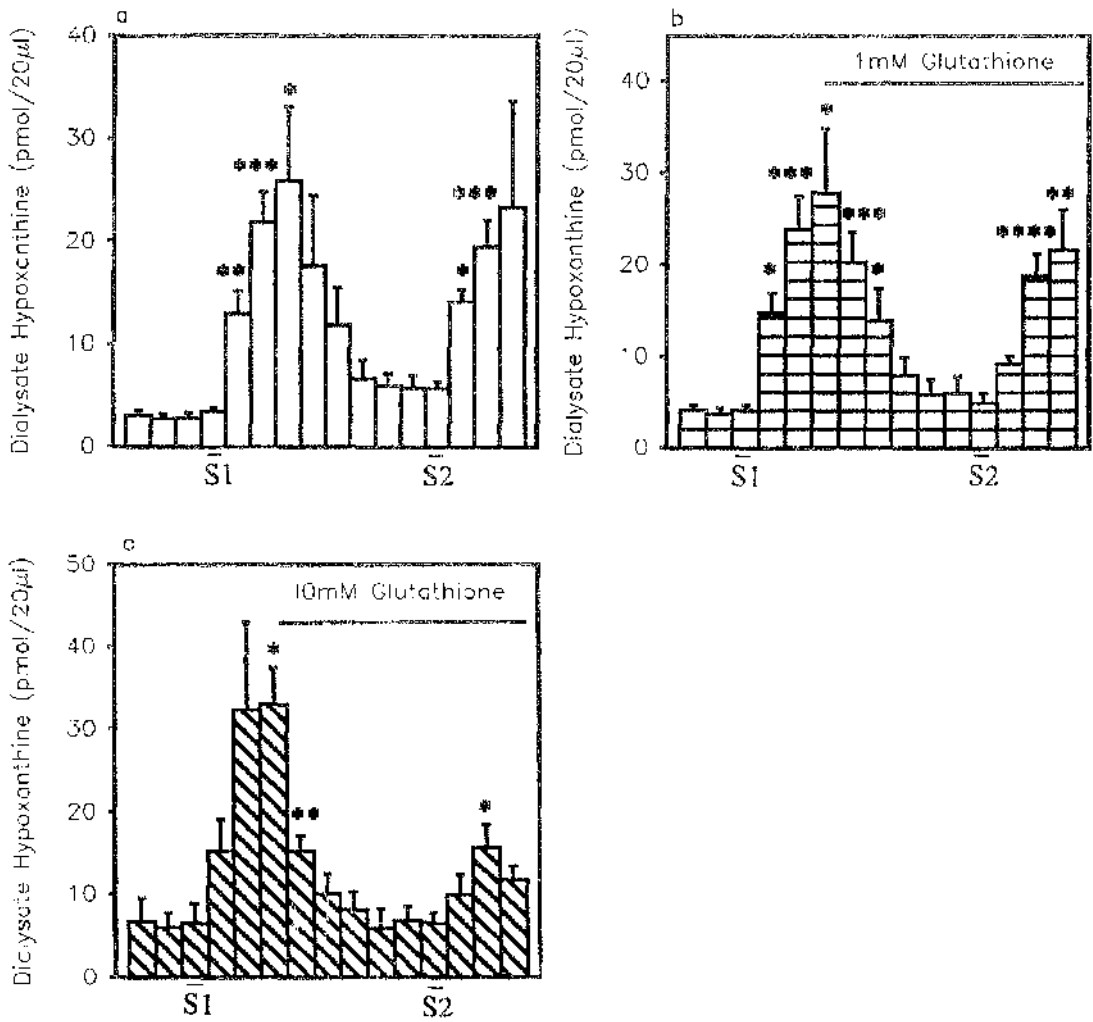 a
Dialysate Hypoxanthine (pmol/20µl)
40
30
20
10
0
*
***
**
***
*
S1
S2
b
Dialysate Hypoxanthine (pmol/20µl)
1mM Glutathione
40
30
20
10
0
*
***
***
*
*
**
****
S1
S2
c
Dialysate Hypoxanthine (pmol/20µl)
50
10mM Glutathione
40
30
20
10
0
*
**
*
S1
S2